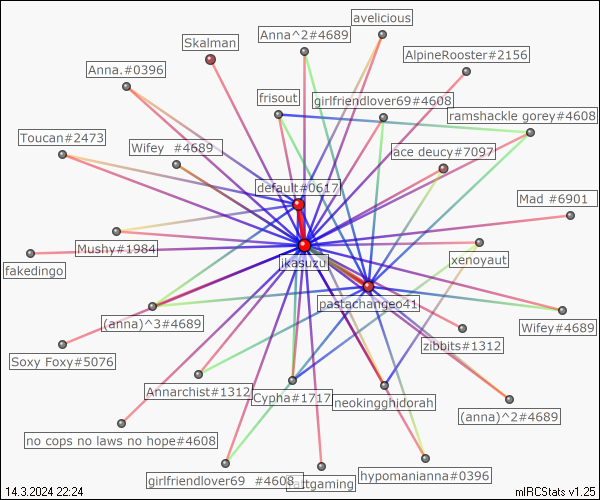 avelicious
Anna^2#4689
Skalman
AlpineRooster#2156
Anna.#0396
frisout
girlfriendlover69#4608
ramshackle gorey#4608
Toucan#2473
Wifey #4689
ace deucy#7097
default#0617
Mad #6901
Mushy#1984
xenoyaut
fakedingo
jkasuzu
pastachangeo41
(anna)^3#4689
Wifey#4689
zibbits#1312
Soxy Foxy#5076
Annarchist#1312
Cypha#1717
neokingghidorah
(anna)^2#4689
no cops no laws no hope#4608
hypomanianna#0396
girlfriendlover69 #4608
14.3.2024 22:24
mIRCStats v1.25